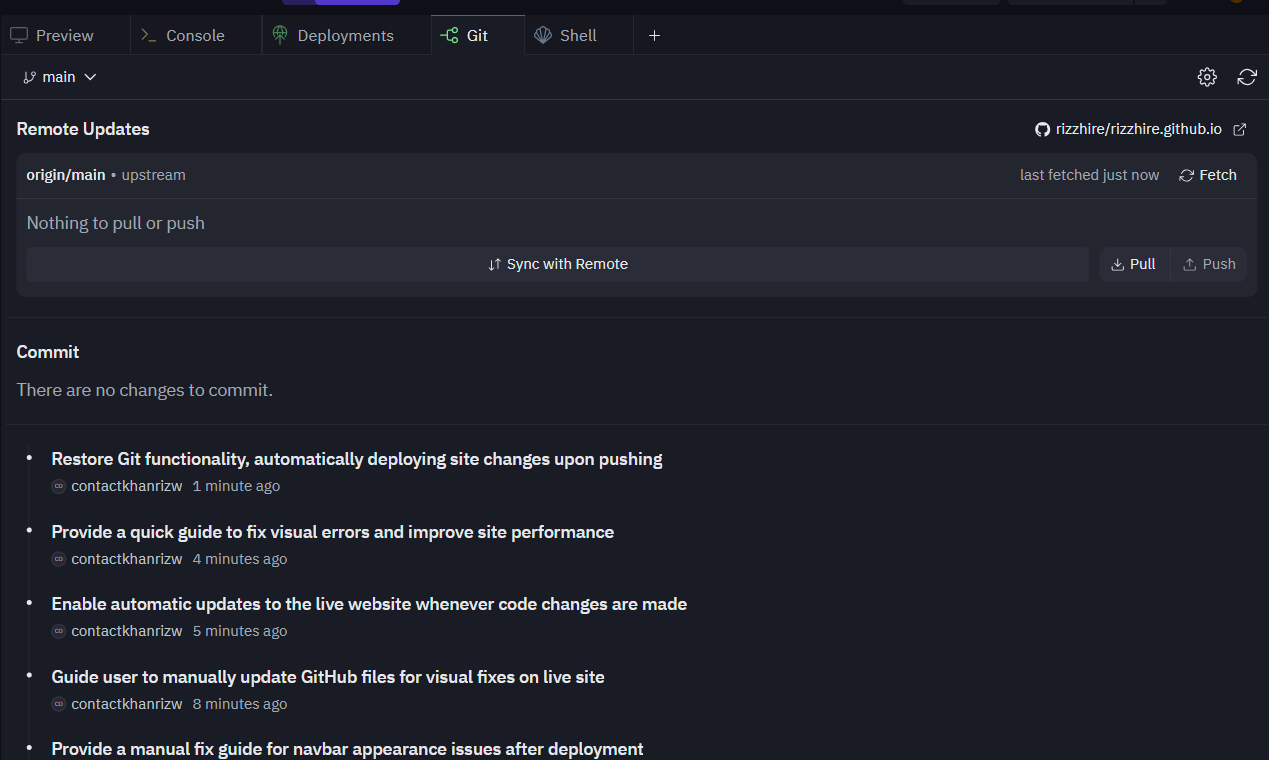 Preview Console Deployments Git Shell +
main
Remote Updates rizzhire/rizzhire.github.io
origin/main • upstream last fetched just now Fetch
Nothing to pull or push
Sync with Remote Pull Push
Commit
There are no changes to commit.
• Restore Git functionality, automatically deploying site changes upon pushing
contactkhanrizw 1 minute ago
• Provide a quick guide to fix visual errors and improve site performance
contactkhanrizw 4 minutes ago
• Enable automatic updates to the live website whenever code changes are made
contactkhanrizw 5 minutes ago
• Guide user to manually update GitHub files for visual fixes on live site
contactkhanrizw 8 minutes ago
• Provide a manual fix guide for navbar appearance issues after deployment